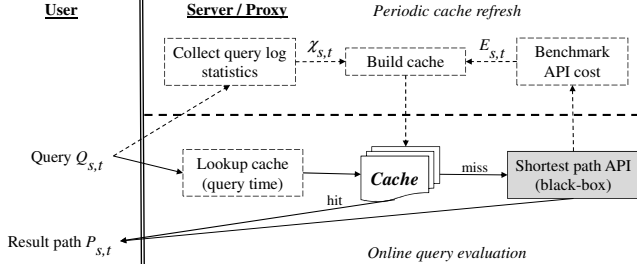 User
Server / Proxy
Periodic cache refresh
Collect query log
statistics
χs,t
Build cache
Es,t
Benchmark
API cost
Query Qs,t
Lookup cache
(query time)
Cache
miss
Shortest path API
(black-box)
hit
Result path Ps,t
Online query evaluation